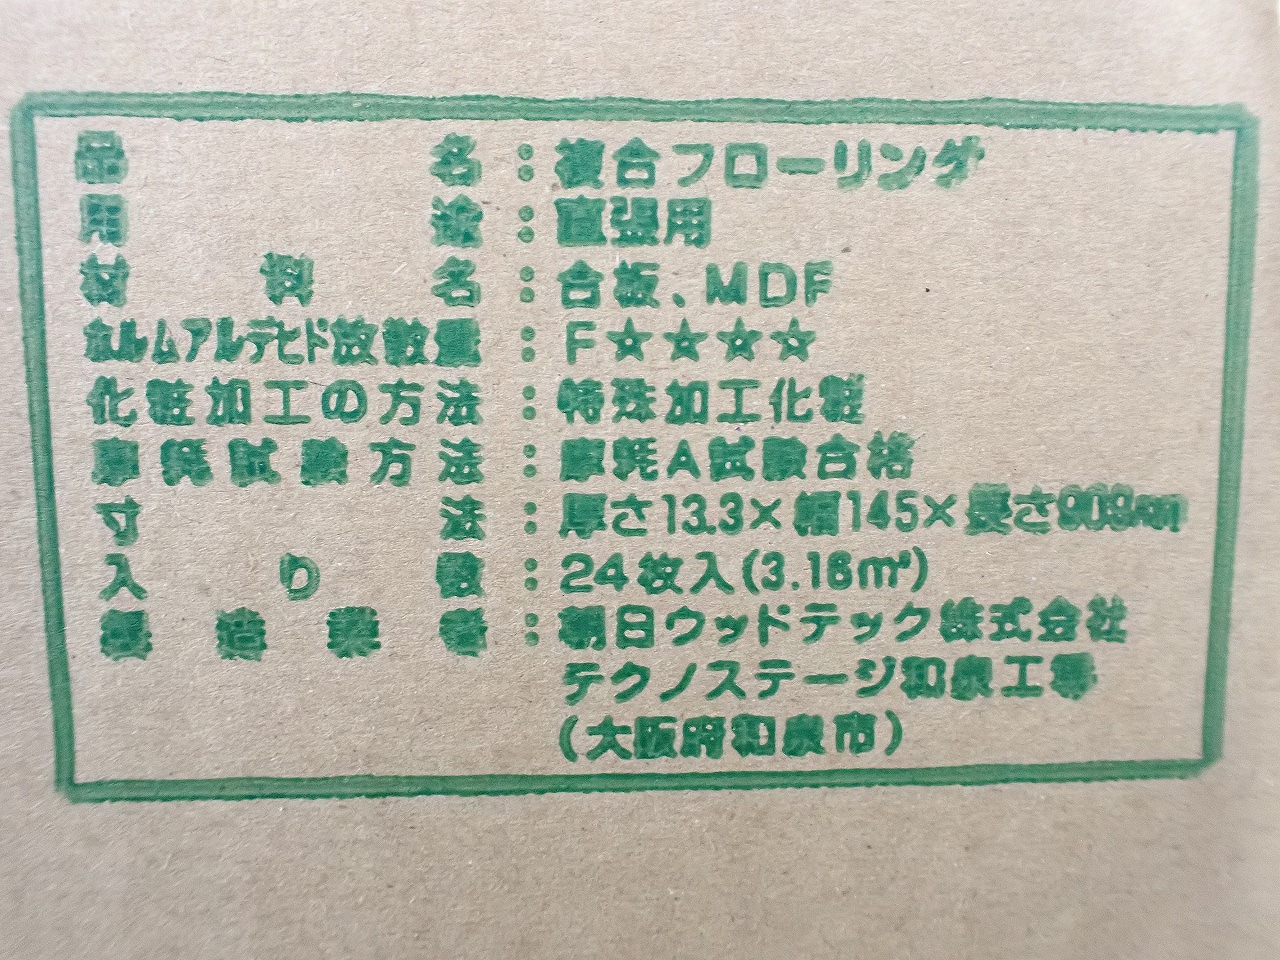 品名：複合フローリング
用途：直張用
材料名：合板、MDF
ホルムアルデヒド放散量：F☆☆☆☆
化粧加工の方法：特殊加工化粧
摩耗試験方法：摩耗A試験合格
寸法：厚さ13.3×幅145×長さ909mm
入り数：24枚入(3.16㎡)
製造業者：朝日ウッドテック株式会社
テクノステージ和泉工場
(大阪府和泉市)